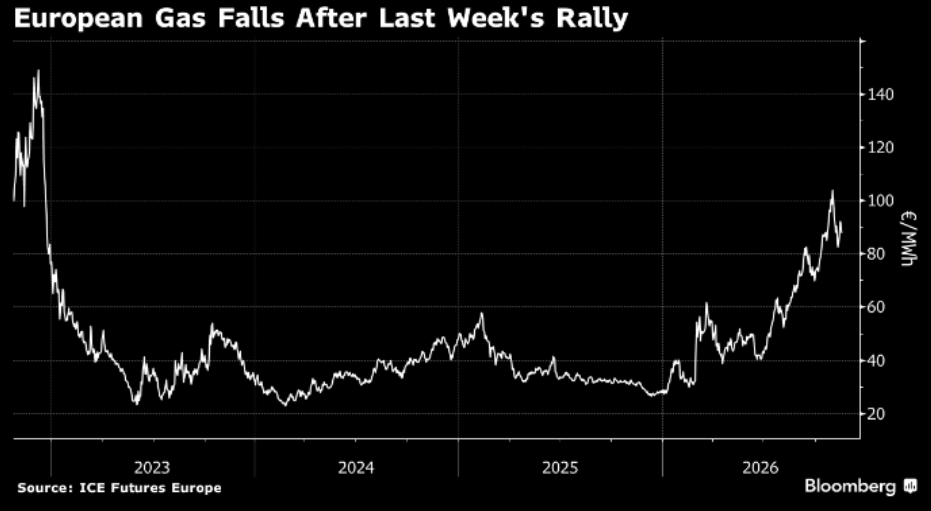 European Gas Falls After Last Week's Rally
140
120
100
80
60
40
20
€/MWh
2023
2024
2025
2026
Source: ICE Futures Europe
Bloomberg